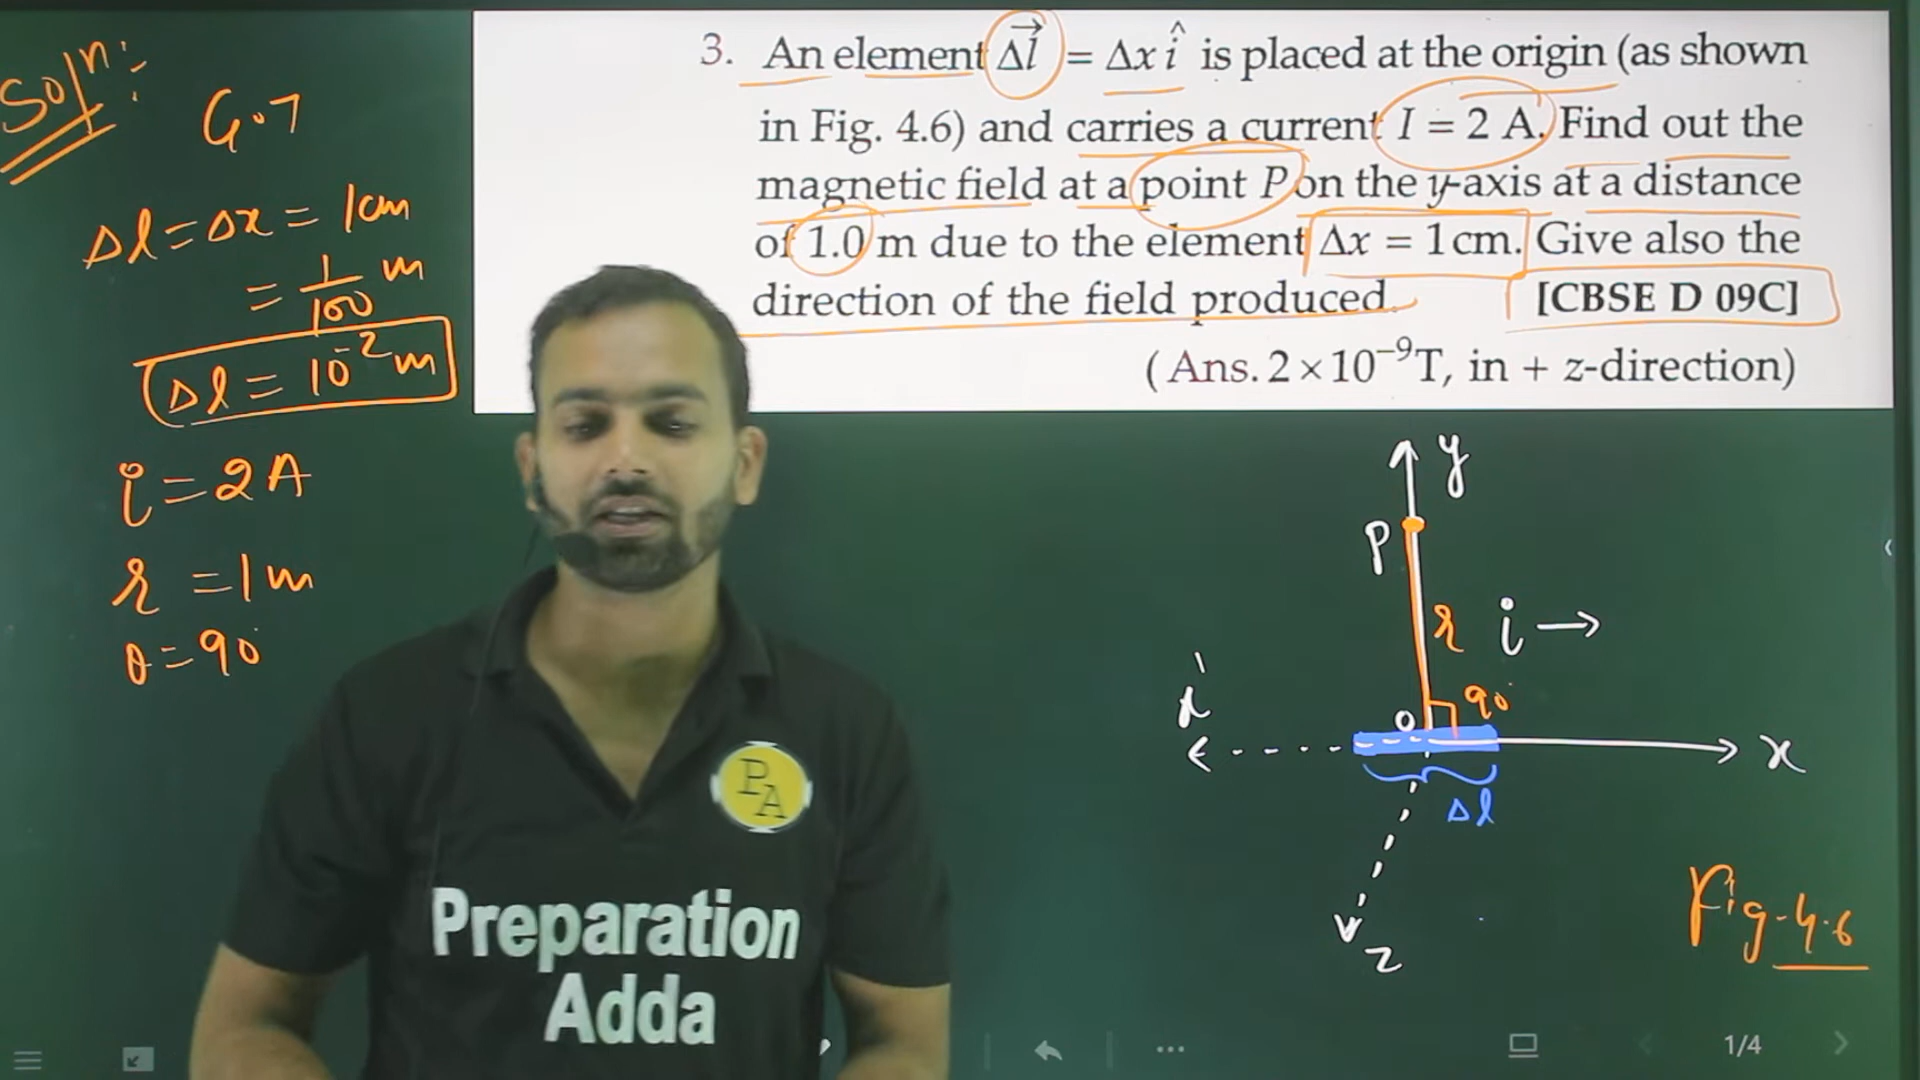 Soln:
G.7
Δl = Δx = 1cm
= 1/100 m
Δl = 10⁻² m
i = 2A
r = 1m
θ = 90°
3. An element Δl⃗ = Δx î is placed at the origin (as shown
in Fig. 4.6) and carries a current I = 2 A. Find out the
magnetic field at a point P on the y-axis at a distance
of 1.0 m due to the element Δx = 1 cm. Give also the
direction of the field produced. [CBSE D 09C]
(Ans. 2 × 10⁻⁹T, in + z-direction)
y
P
r i →
x'
O 90°
x
Δl
z
Fig-4.6
PA
Preparation
Adda
1/4